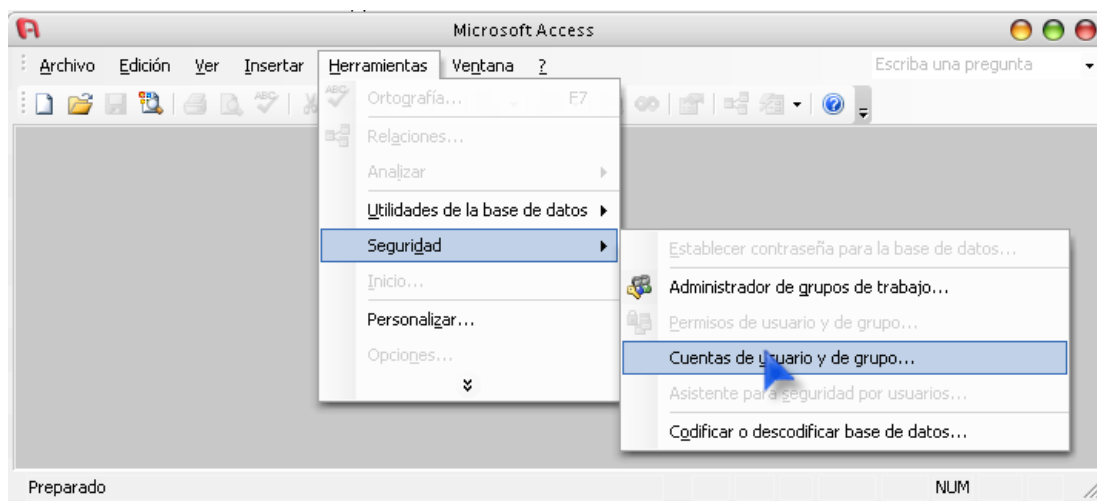 Microsoft Access
Archivo Edición Ver Insertar Herramientas Ventana ? Escriba una pregunta
Ortografía... F7
Relaciones...
Analizar
Utilidades de la base de datos
Seguridad
Inicio...
Personalizar...
Opciones...
Establecer contraseña para la base de datos...
Administrador de grupos de trabajo...
Permisos de usuario y de grupo...
Cuentas de usuario y de grupo...
Asistente para seguridad por usuarios...
Codificar o descodificar base de datos...
Preparado NUM